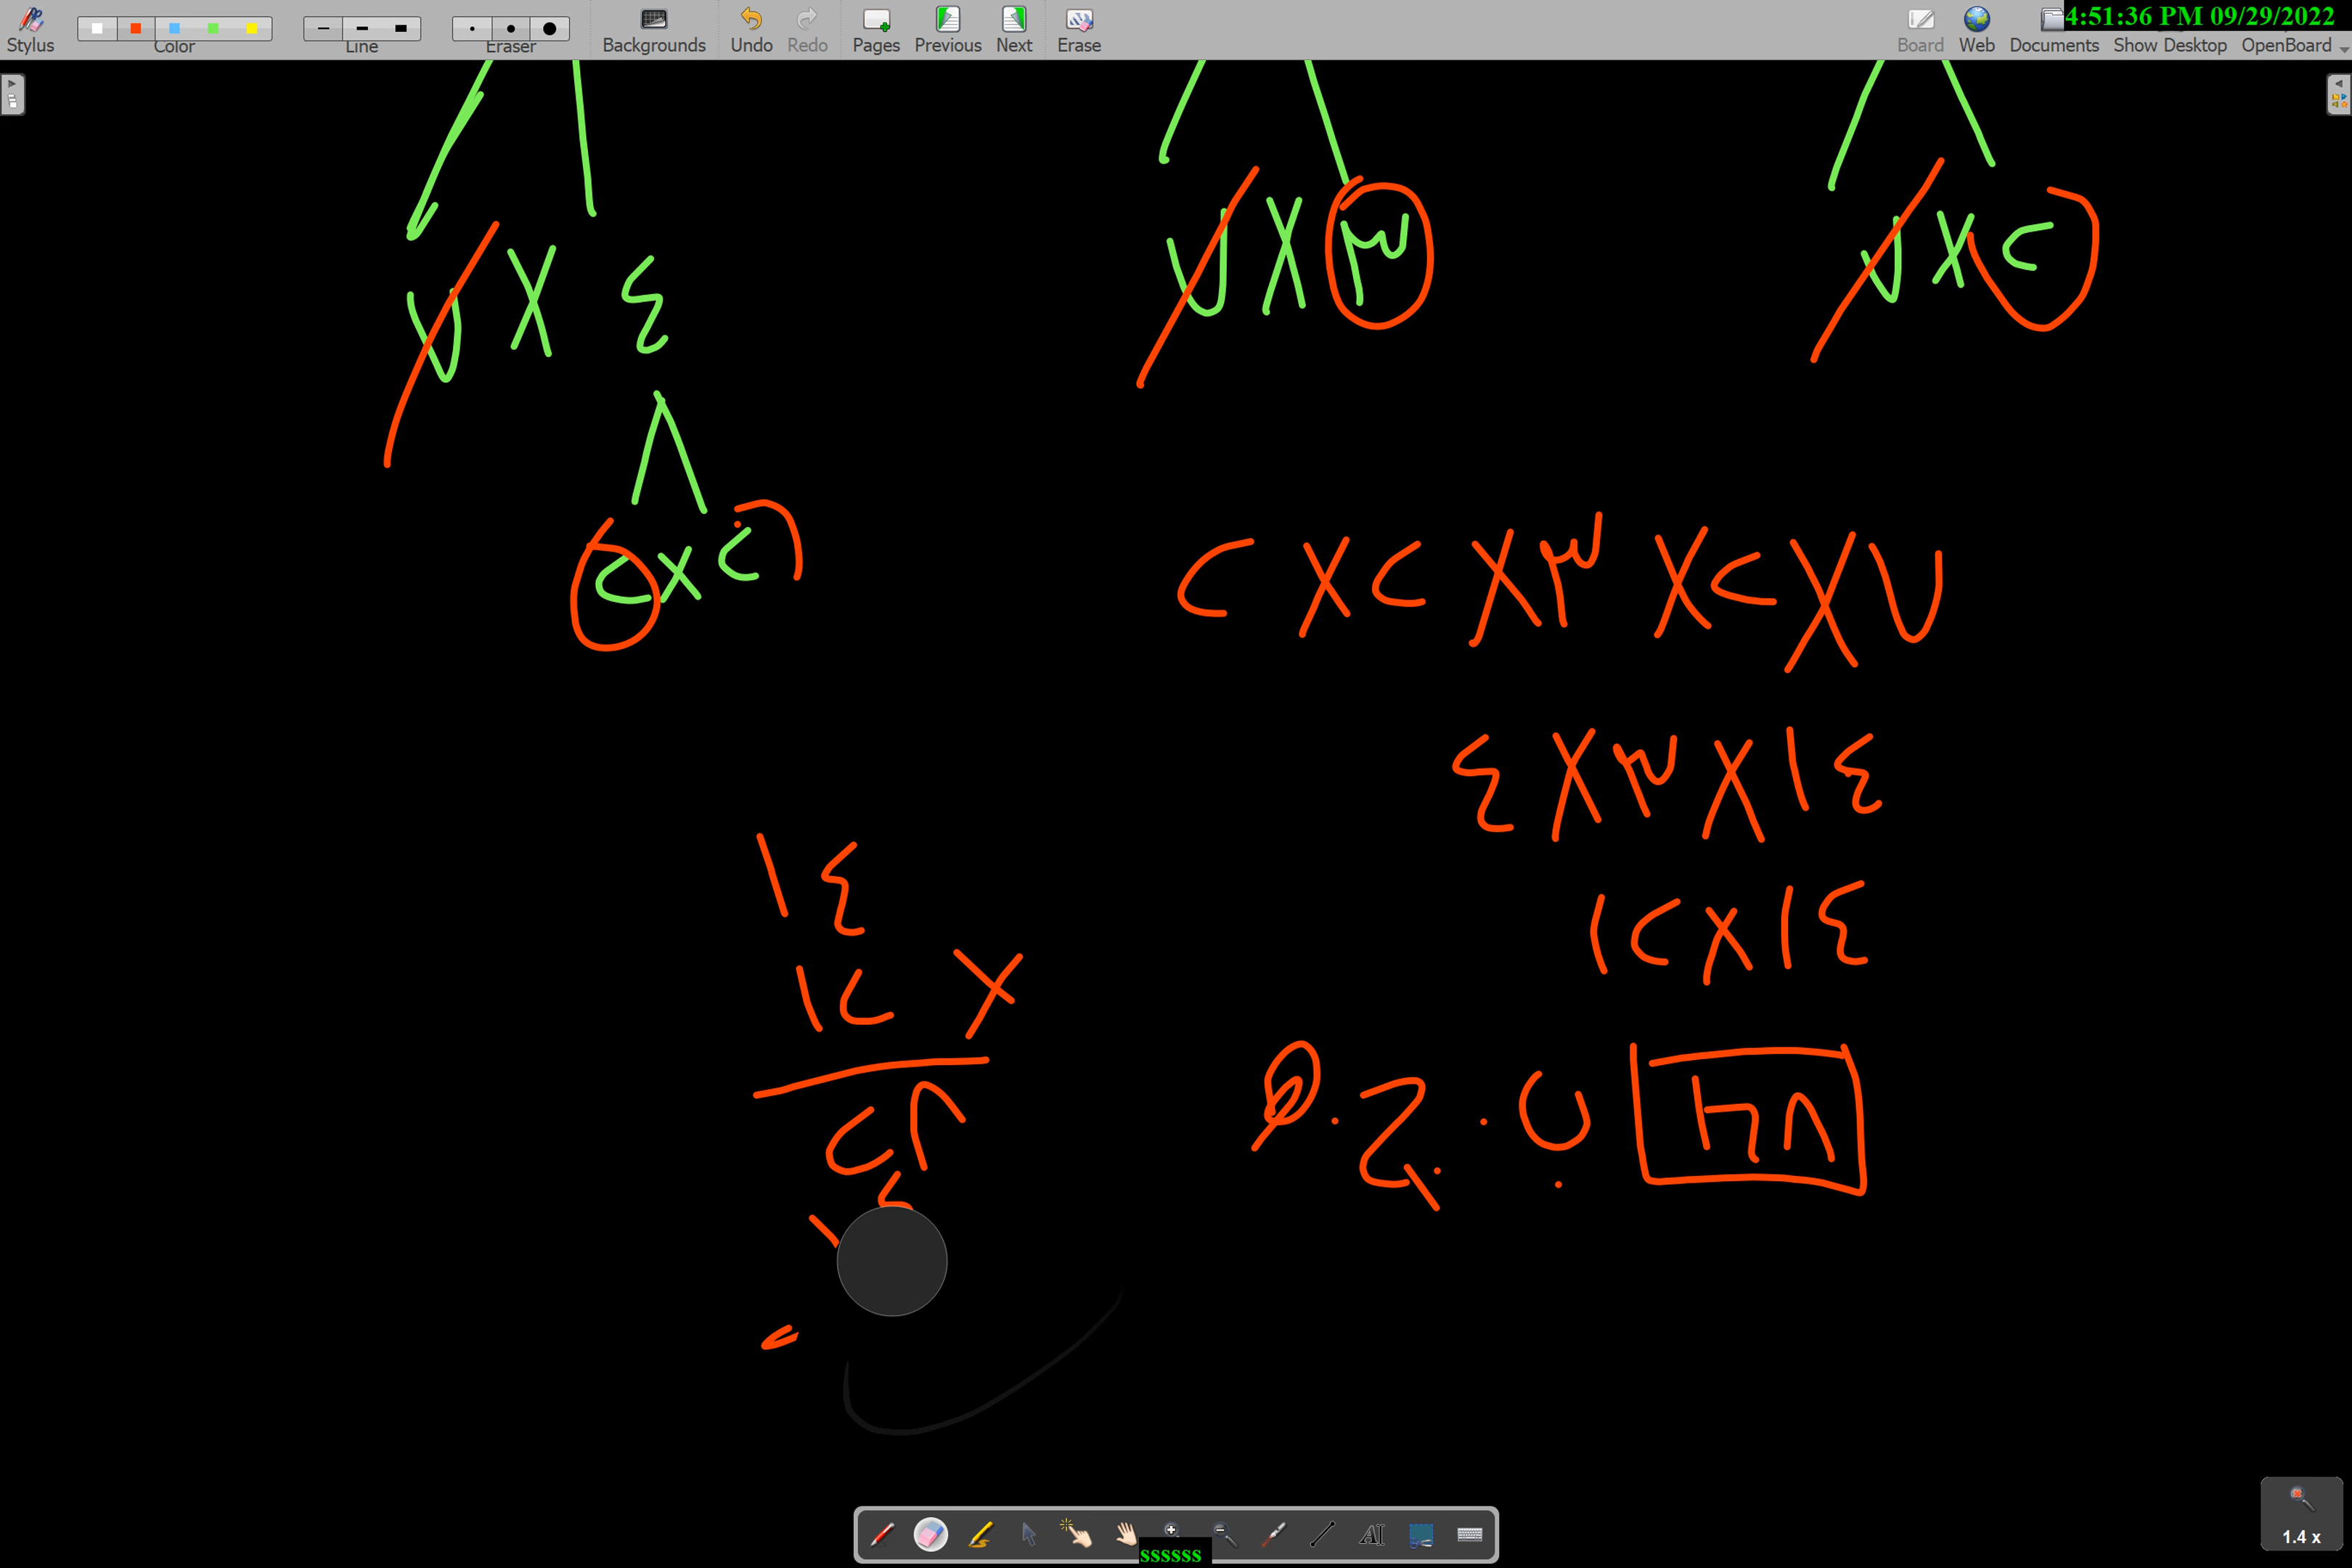 Stylus Color Line Eraser Backgrounds Undo Redo Pages Previous Next Erase Board Web Documents Show Desktop OpenBoard
4:51:36 PM 09/29/2022
٧ × ٤
٧ × ٣
٧ × ٢
٢ × ٢
٢ × ٢ × ٣ × ٢ × ٧
٤ × ٣ × ١٤
١٢ × ١٤
١٤
١٢ ×
٢٨
١٦٨
ssssss
1.4 x